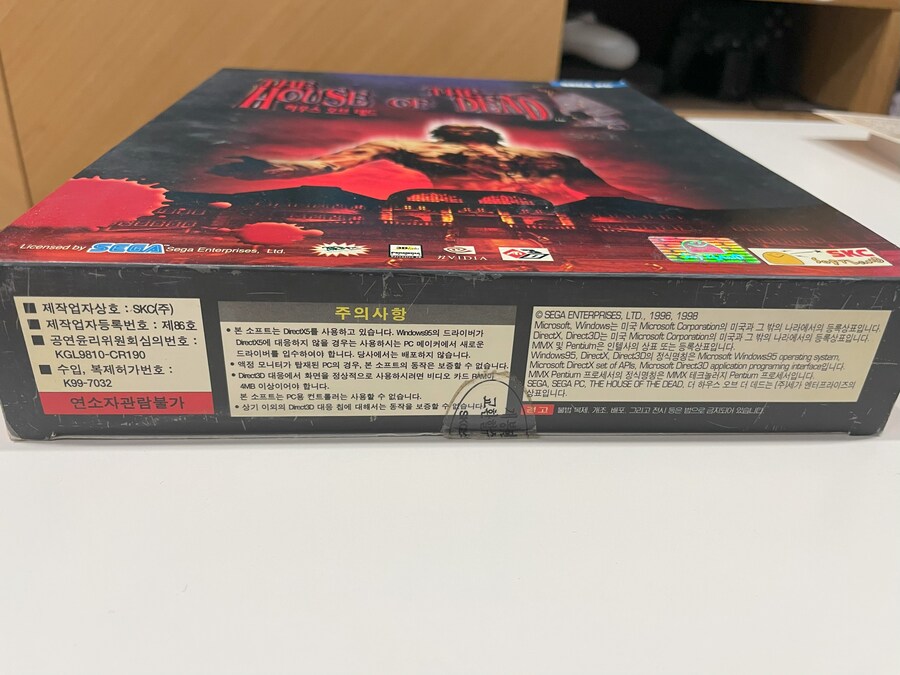 THE HOUSE OF THE DEAD
하우스 오브 데드
Licensed by SEGA Sega Enterprises, Ltd.
NVIDIA
SKC
제작업자상호 : SKC(주)
제작업자등록번호 : 제86호
공연윤리위원회심의번호 :
KGL9810-CR190
수입, 복제허가번호 :
K99-7032
연소자관람불가
주의사항
• 본 소프트는 DirectX5를 사용하고 있습니다. Windows95의 드라이버가
DirectX5에 대응하지 않을 경우는 사용하시는 PC 메이커에서 새로운
드라이버를 입수하여야 합니다. 당사에서는 배포하지 않습니다.
• 액정 모니터가 탑재된 PC의 경우, 본 소프트의 동작은 보증할 수 없습니다.
• Direct3D 대응에서 화면을 정상적으로 사용하시려면 비디오 카드 RAM이
4MB 이상이어야 합니다.
• 본 소프트는 PC용 컨트롤러는 사용할 수 없습니다.
• 상기 이외의 Direct3D 대응 칩에 대해서는 동작을 보증할 수 없습니다.
© SEGA ENTERPRISES, LTD., 1996, 1998
Microsoft, Windows는 미국 Microsoft Corporation의 미국과 그 밖의 나라에서의 등록상표입니다.
DirectX, Direct3D는 미국 Microsoft Corporation의 미국과 그 밖의 나라에서의 등록상표입니다.
MMX 및 Pentium은 인텔사의 상표 또는 등록상표입니다.
Windows95, DirectX, Direct3D의 정식명칭은 Microsoft Windows95 operating system,
Microsoft DirectX set of APIs, Microsoft Direct3D application programing interface입니다.
MMX Pentium 프로세서의 정식명칭은 MMX 테크놀러지 Pentium 프로세서입니다.
SEGA, SEGA PC, THE HOUSE OF THE DEAD, 더 하우스 오브 더 데드는 (주)세가 엔터프라이즈의
상표입니다.
경고 불법 복제, 개조, 배포, 그리고 전시 등은 법으로 금지되어 있습니다.